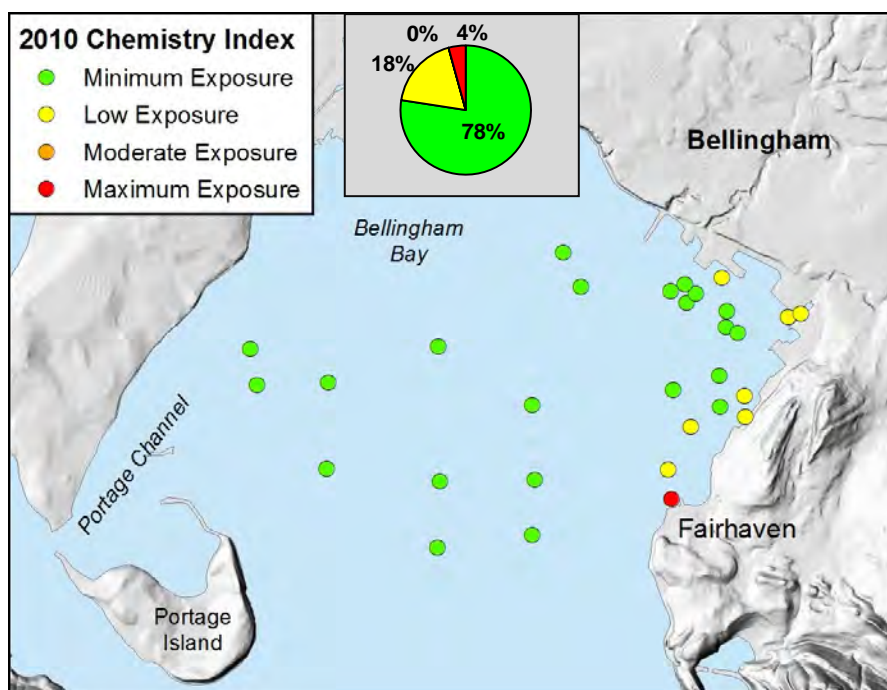 2010 Chemistry Index
Minimum Exposure
Low Exposure
Moderate Exposure
Maximum Exposure
0%
4%
18%
78%
Bellingham
Bellingham
Bay
Portage Channel
Fairhaven
Portage
Island